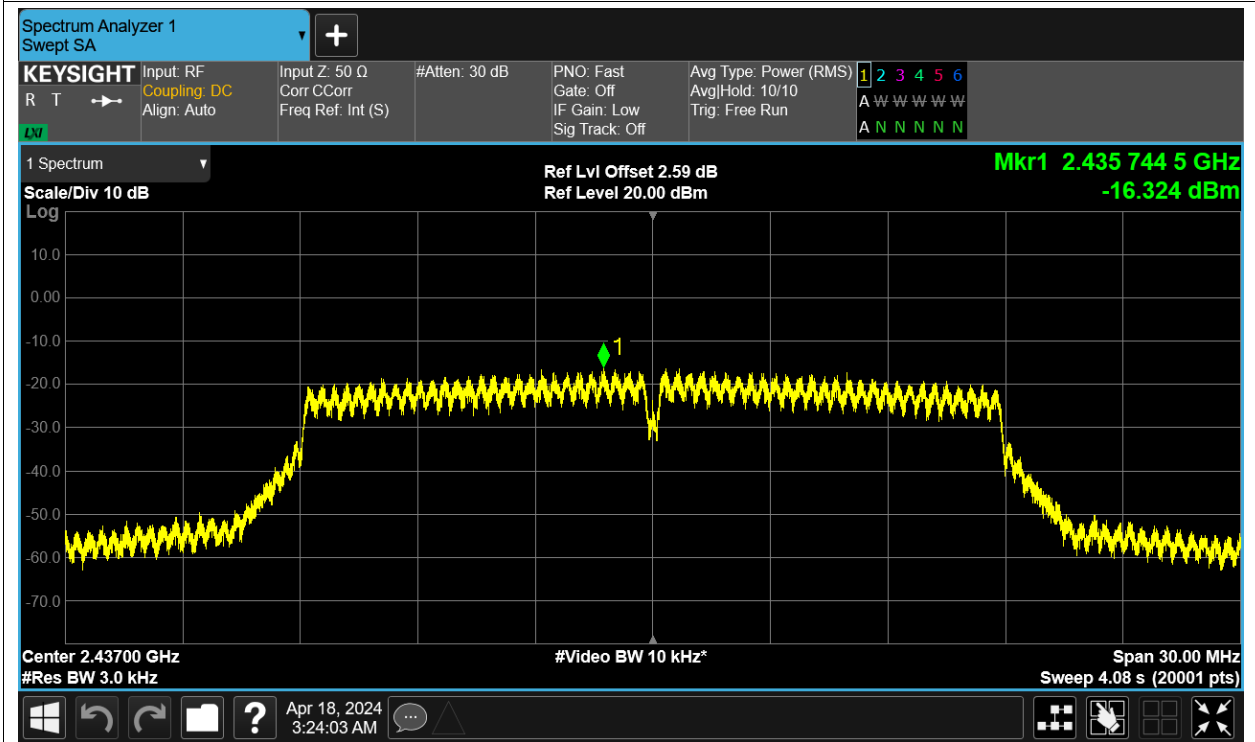 Spectrum Analyzer 1
Swept SA
+
KEYSIGHT
R T
LXI
Input: RF
Coupling: DC
Align: Auto
Input Z: 50 Ω
Corr CCorr
Freq Ref: Int (S)
#Atten: 30 dB
PNO: Fast
Gate: Off
IF Gain: Low
Sig Track: Off
Avg Type: Power (RMS)
Avg|Hold: 10/10
Trig: Free Run
1 2 3 4 5 6
A W W W W W
A N N N N N
1 Spectrum
Scale/Div 10 dB
Log
Ref Lvl Offset 2.59 dB
Ref Level 20.00 dBm
Mkr1 2.435 744 5 GHz
-16.324 dBm
10.0
0.00
-10.0
-20.0
-30.0
-40.0
-50.0
-60.0
-70.0
1
Center 2.43700 GHz
#Res BW 3.0 kHz
#Video BW 10 kHz*
Span 30.00 MHz
Sweep 4.08 s (20001 pts)
?
Apr 18, 2024
3:24:03 AM